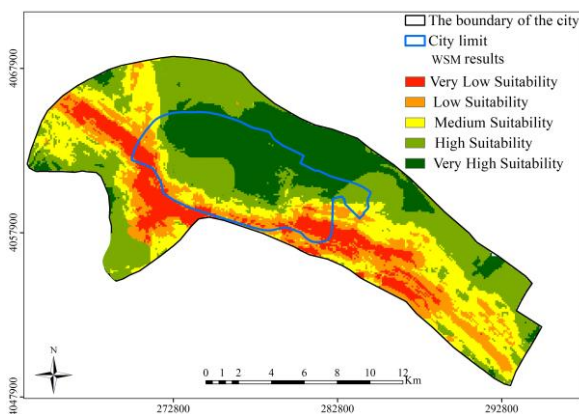 The boundary of the city
City limit
WSM results
Very Low Suitability
Low Suitability
Medium Suitability
High Suitability
Very High Suitability
4067900
4057900
4047900
N
0 1 2 4 6 8 10 12
Km
272800 282800 292800